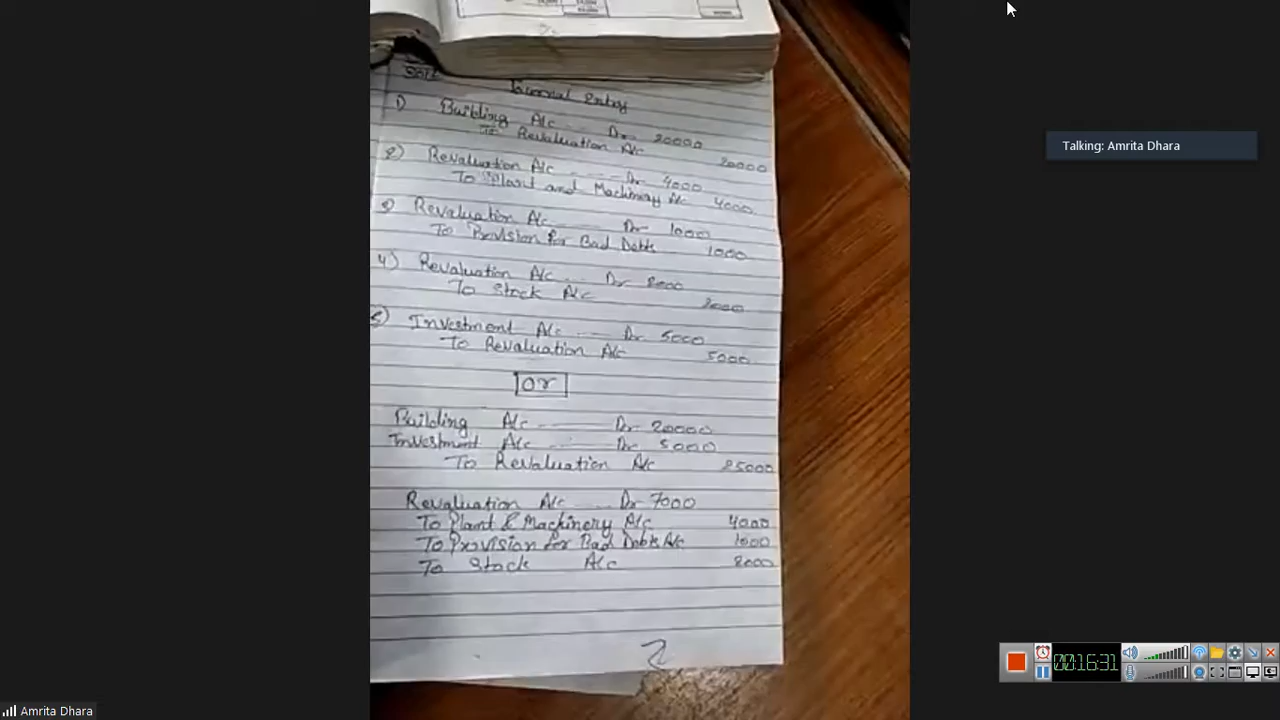 Journal Entry
1) Building A/c Dr 20000
To Revaluation A/c 20000
2) Revaluation A/c ..... Dr 4000
To Plant and Machinery A/c 4000
3) Revaluation A/c .... Dr 1000
To Provision for Bad Debts 1000
4) Revaluation A/c .... Dr 2000
To Stock A/c 2000
5) Investment A/c ..... Dr 5000
To Revaluation A/c 5000
Or
Building A/c ........ Dr 20000
Investment A/c ..... Dr 5000
To Revaluation A/c 25000
Revaluation A/c .... Dr 7000
To Plant & Machinery A/c 4000
To Provision for Bad Debts A/c 1000
To Stock A/c 2000
Talking: Amrita Dhara
00:16:31
Amrita Dhara